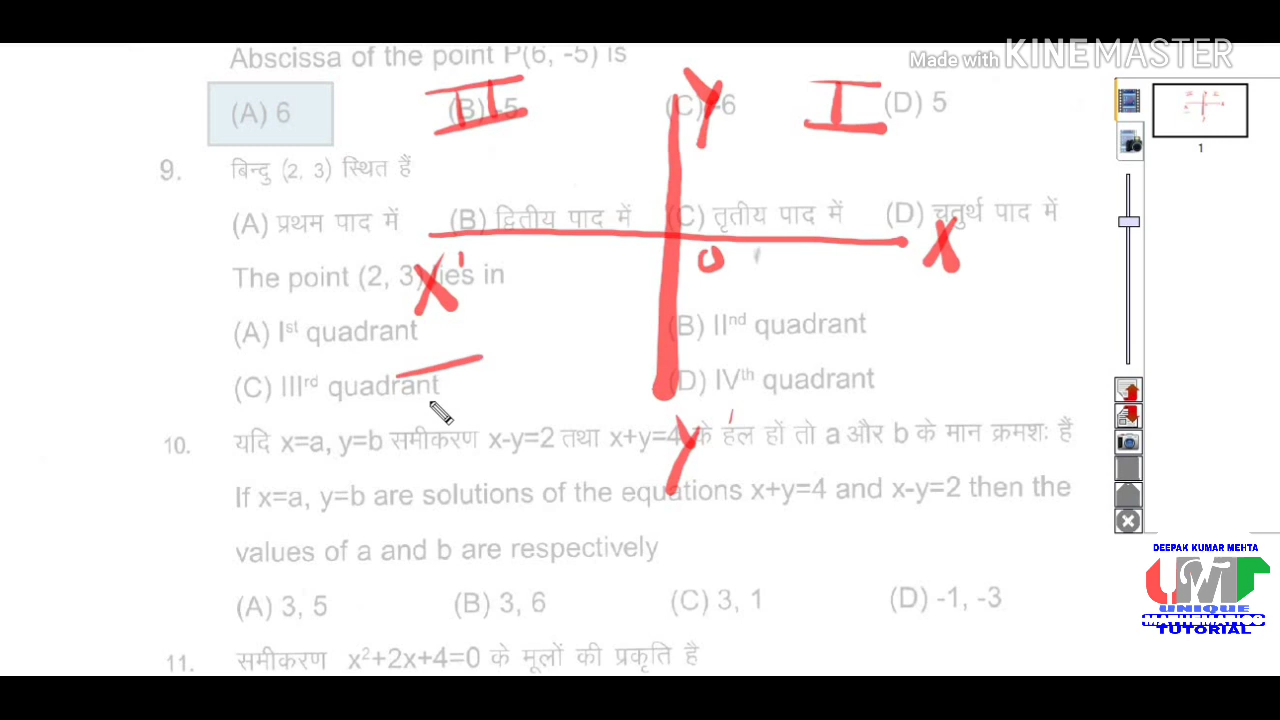 Made with KINEMASTER
Abscissa of the point P(6, -5) is
(A) 6 (B) -5 (C) -6 (D) 5
II Y I
9. बिन्दु (2, 3) स्थित हैं
(A) प्रथम पाद में (B) द्वितीय पाद में (C) तृतीय पाद में (D) चतुर्थ पाद में
X' O X
The point (2, 3) lies in
(A) Ist quadrant (B) IInd quadrant
(C) IIIrd quadrant (D) IVth quadrant
Y'
10. यदि x=a, y=b समीकरण x-y=2 तथा x+y=4 के हल हों तो a और b के मान क्रमशः हैं
If x=a, y=b are solutions of the equations x+y=4 and x-y=2 then the
values of a and b are respectively
(A) 3, 5 (B) 3, 6 (C) 3, 1 (D) -1, -3
11. समीकरण x²+2x+4=0 के मूलों की प्रकृति है
1
DEEPAK KUMAR MEHTA
UMT
UNIQUE
MATHEMATICS
TUTORIAL